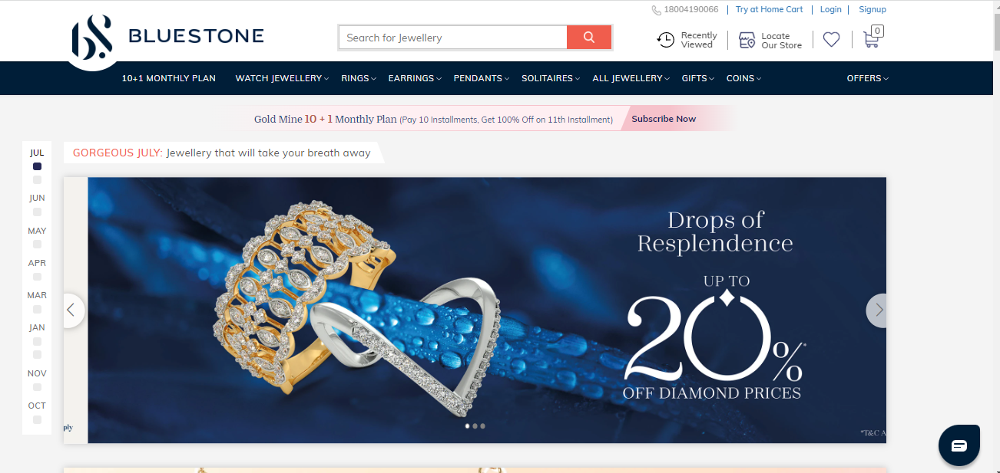 18004190066
Try at Home Cart
Login
Signup
BLUESTONE
Search for Jewellery
Recently
Viewed
Locate
Our Store
0
10+1 MONTHLY PLAN
WATCH JEWELLERY
RINGS
EARRINGS
PENDANTS
SOLITAIRES
ALL JEWELLERY
GIFTS
COINS
OFFERS
Gold Mine 10 + 1 Monthly Plan (Pay 10 Installments, Get 100% Off on 11th Installment)
Subscribe Now
GORGEOUS JULY: Jewellery that will take your breath away
JUL
JUN
MAY
APR
MAR
JAN
NOV
OCT
Drops of
Resplendence
UP TO
20%*
OFF DIAMOND PRICES
ply
*T&C A